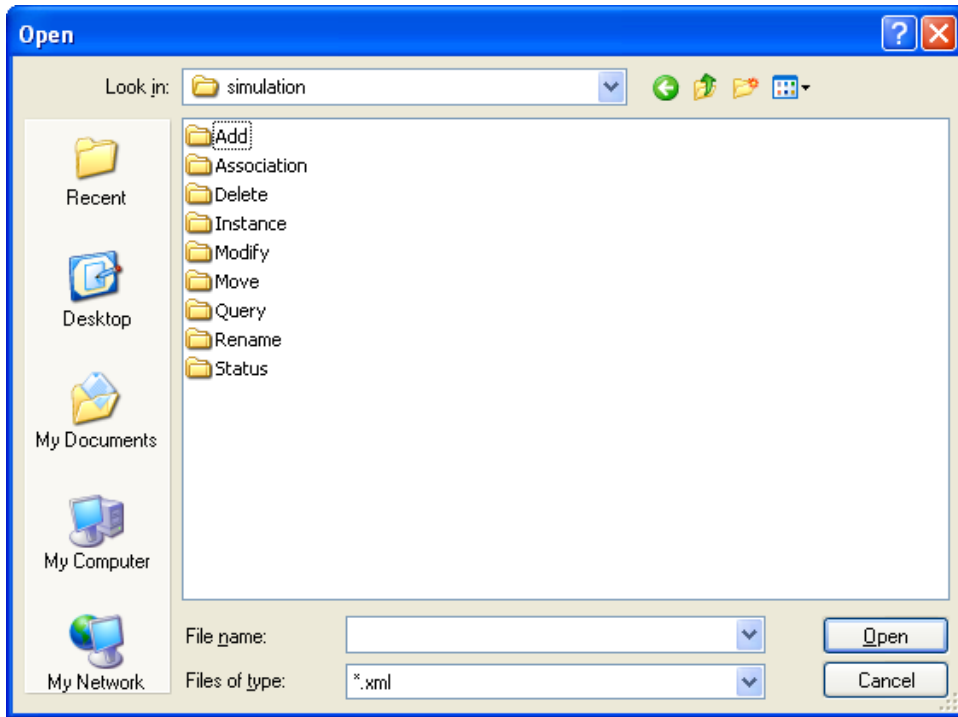 Open
Look in: simulation
Recent
Desktop
My Documents
My Computer
My Network
Add
Association
Delete
Instance
Modify
Move
Query
Rename
Status
File name:
Open
Files of type: *.xml
Cancel